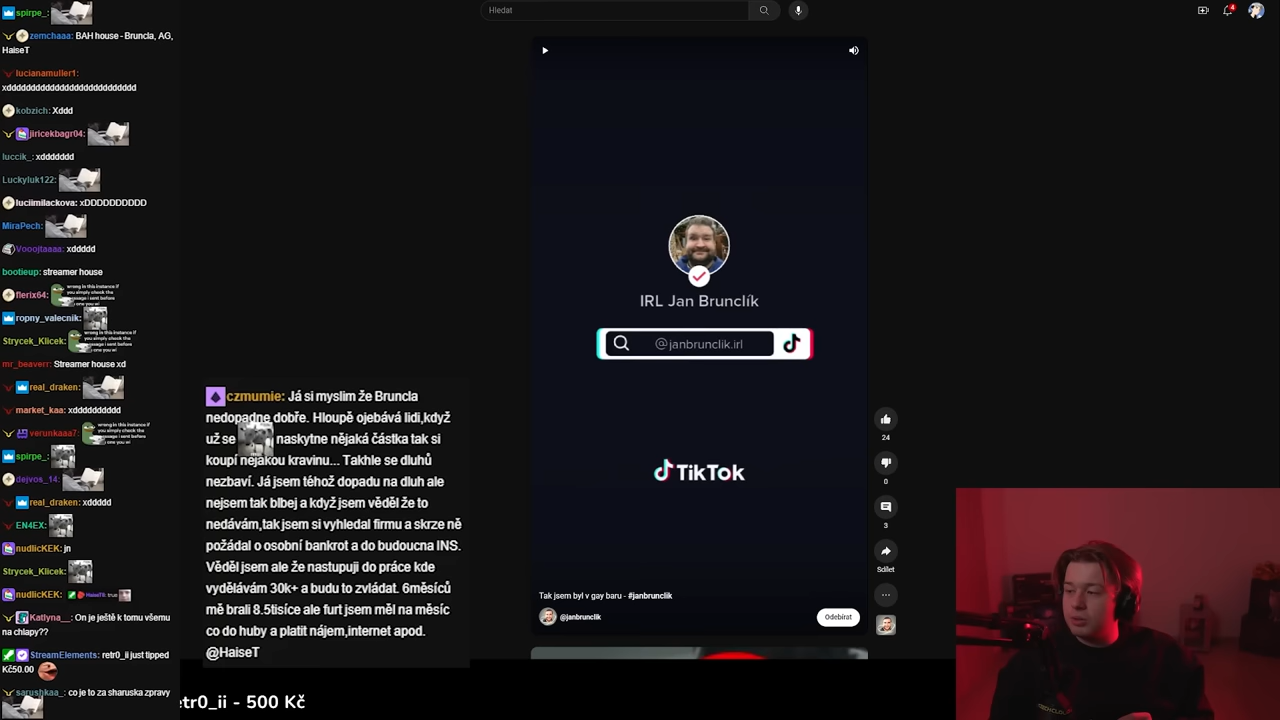 spirpe_:
zemchaaa: BAH house - Bruncla, AG,
HaiseT
lucianamuller1:
xddddddddddddddddddddddddddd
kobzich: Xddd
jiricekbagr04:
luccik_: xddddddd
Luckyluk122:
luciimilackova: xDDDDDDDDDD
MiraPech:
Vooojtaaaa: xddddd
bootieup: streamer house
flerix64:
ropny_valecnik:
Strycek_Klicek:
mr_beaverr: Streamer house xd
real_draken:
market_kaa: xdddddddddd
verunkaaa7:
spirpe_:
dejvos_14:
real_draken: xddddd
EN4EX:
nudlicKEK: jn
Strycek_Klicek:
nudlicKEK: HaiseT8: true
Katlyna__: On je ještě k tomu všemu
na chlapy??
StreamElements: retr0_ii just tipped
Kč50.00
sarushkaa_: co je to za sharuska zpravy
czmumie: Já si myslim že Bruncla
nedopadne dobře. Hloupě ojebává lidi,když
už se naskytne nějaká částka tak si
koupí nějakou kravinu... Takhle se dluhů
nezbaví. Já jsem téhož dopadu na dluh ale
nejsem tak blbej a když jsem věděl že to
nedávám,tak jsem si vyhledal firmu a skrze ně
požádal o osobní bankrot a do budoucna INS.
Věděl jsem ale že nastupuji do práce kde
vydělávám 30k+ a budu to zvládat. 6měsíců
mě brali 8.5tisíce ale furt jsem měl na měsíc
co do huby a platit nájem,internet apod.
@HaiseT
etr0_ii - 500 Kč
Hledat
4
IRL Jan Brunclík
@janbrunclik.irl
TikTok
24
0
3
Sdílet
Tak jsem byl v gay baru - #janbrunclik
@janbrunclik
Odebírat